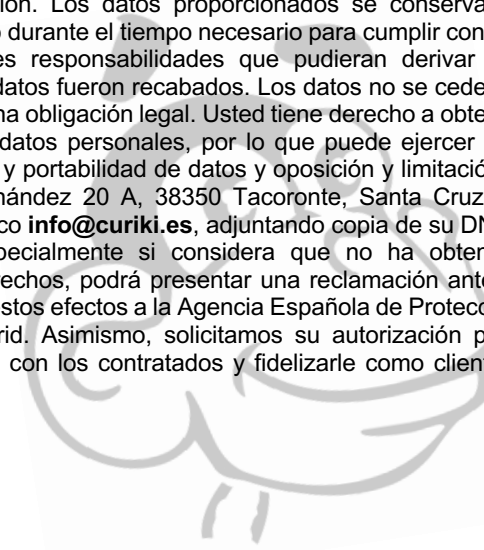 ión. Los datos proporcionados se conserva
o durante el tiempo necesario para cumplir con
es responsabilidades que pudieran derivar
datos fueron recabados. Los datos no se cede
na obligación legal. Usted tiene derecho a obte
datos personales, por lo que puede ejercer
y portabilidad de datos y oposición y limitació
nández 20 A, 38350 Tacoronte, Santa Cruz
co info@curiki.es, adjuntando copia de su DN
pecialmente si considera que no ha obten
rechos, podrá presentar una reclamación ante
stos efectos a la Agencia Española de Protecc
rid. Asimismo, solicitamos su autorización p
con los contratados y fidelizarle como client